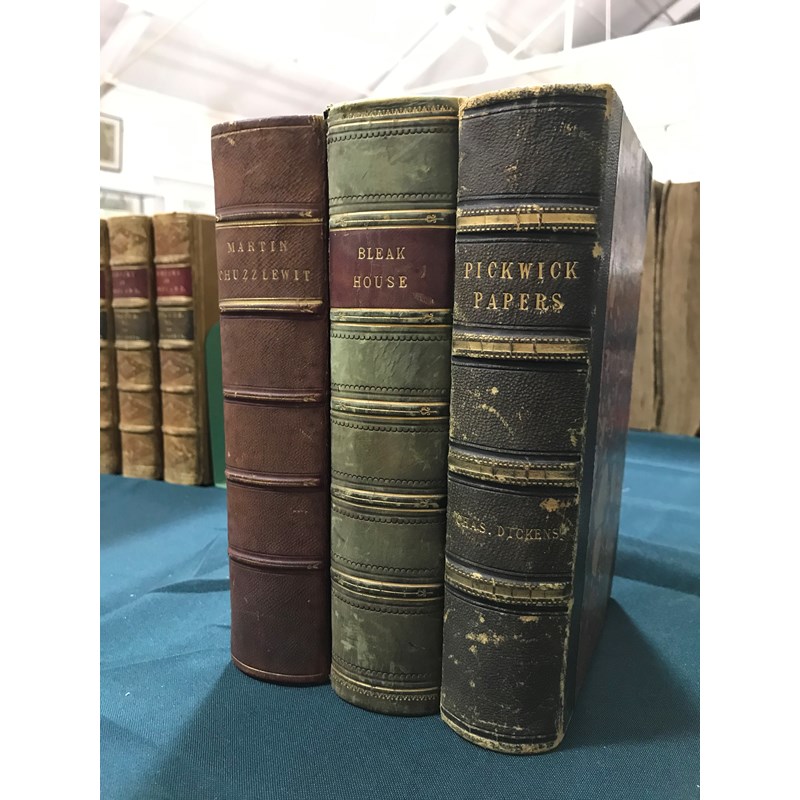 MARTIN
CHUZZLEWIT
BLEAK
HOUSE
PICKWICK
PAPERS
CHAS. DICKENS